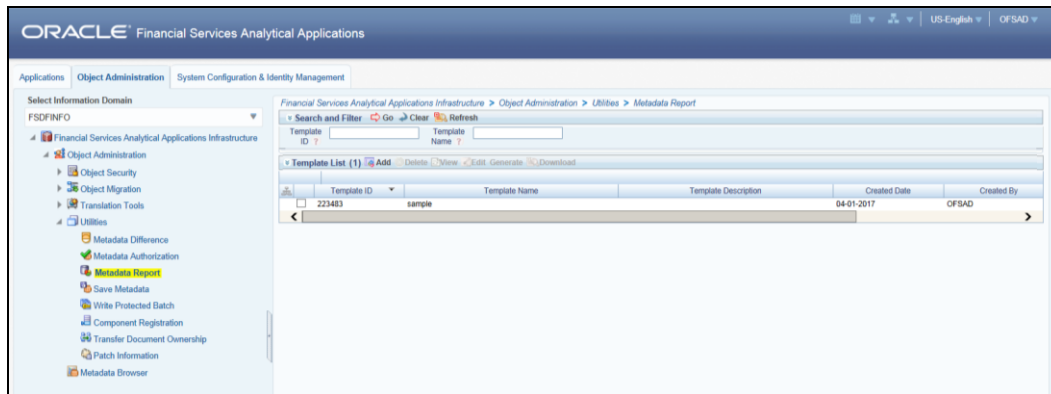 US-English OFSAD
ORACLE Financial Services Analytical Applications
Applications Object Administration System Configuration & Identity Management
Select Information Domain
FSDFINFO
Financial Services Analytical Applications Infrastructure
Object Administration
Object Security
Object Migration
Translation Tools
Utilities
Metadata Difference
Metadata Authorization
Metadata Report
Save Metadata
Write Protected Batch
Component Registration
Transfer Document Ownership
Patch Information
Metadata Browser
Financial Services Analytical Applications Infrastructure > Object Administration > Utilities > Metadata Report
Search and Filter Go Clear Refresh
Template ID ? Template Name ?
Template List (1) Add Delete View Edit Generate Download
Template ID Template Name Template Description Created Date Created By
223483 sample 04-01-2017 OFSAD